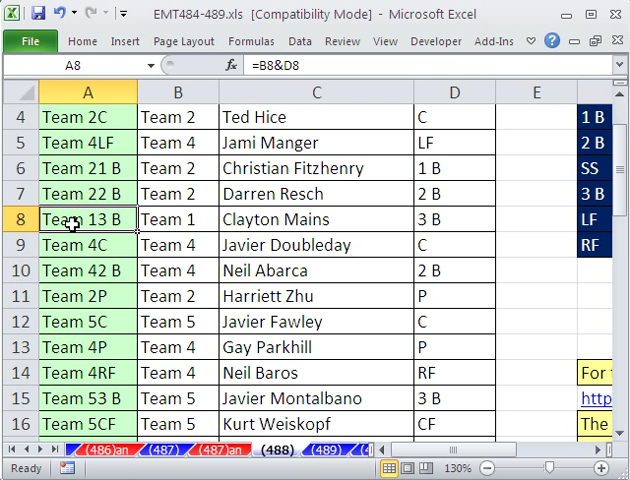 EMT484-489.xls [Compatibility Mode] - Microsoft Excel
File Home Insert Page Layout Formulas Data Review View Developer Add-Ins
A8 fx =B8&D8
A B C D E
4 Team 2C Team 2 Ted Hice C 1 B
5 Team 4LF Team 4 Jami Manger LF 2 B
6 Team 21 B Team 2 Christian Fitzhenry 1 B SS
7 Team 22 B Team 2 Darren Resch 2 B 3 B
8 Team 13 B Team 1 Clayton Mains 3 B LF
9 Team 4C Team 4 Javier Doubleday C RF
10 Team 42 B Team 4 Neil Abarca 2 B
11 Team 2P Team 2 Harriett Zhu P
12 Team 5C Team 5 Javier Fawley C
13 Team 4P Team 4 Gay Parkhill P
14 Team 4RF Team 4 Neil Baros RF For
15 Team 53 B Team 5 Javier Montalbano 3 B http
16 Team 5CF Team 5 Kurt Weiskopf CF The
(486)an (487) (487)an (488) (489)
Ready 130%